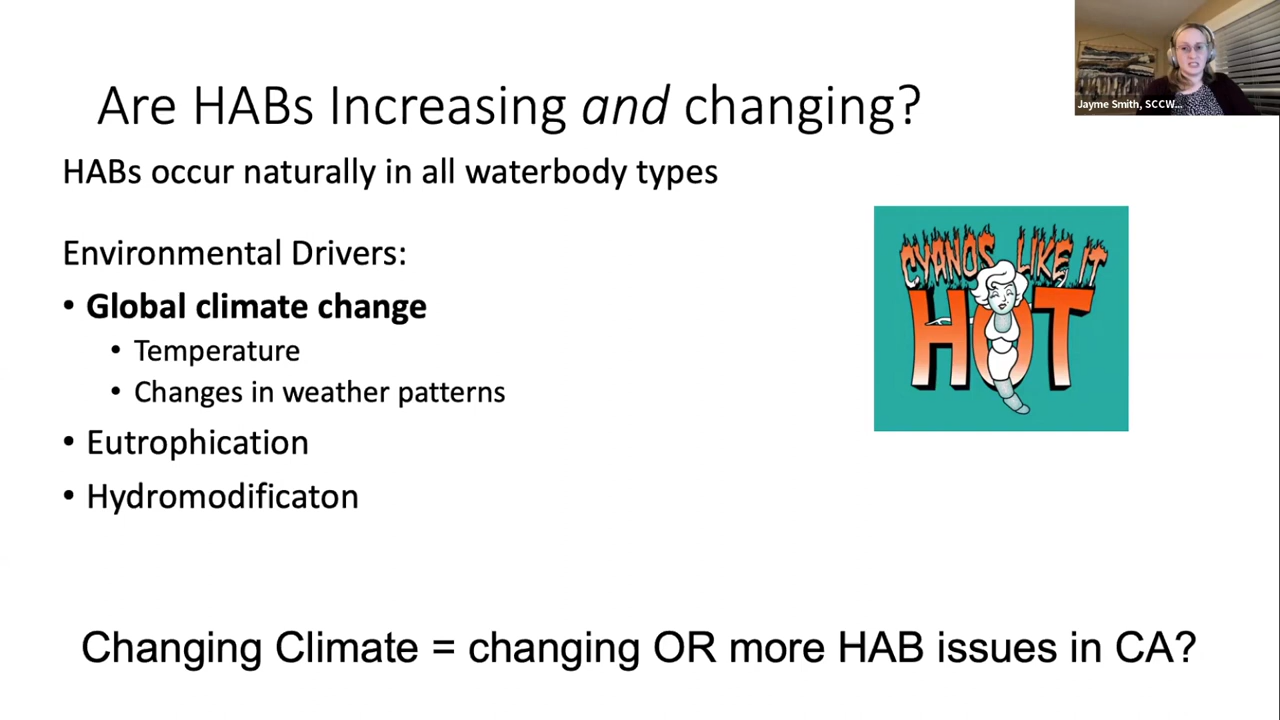 Are HABs Increasing and changing?
Jayme Smith, SCCW...
HABs occur naturally in all waterbody types
Environmental Drivers:
• Global climate change
• Temperature
• Changes in weather patterns
• Eutrophication
• Hydromodificaton
CYANOS LIKE IT
HOT
Changing Climate = changing OR more HAB issues in CA?